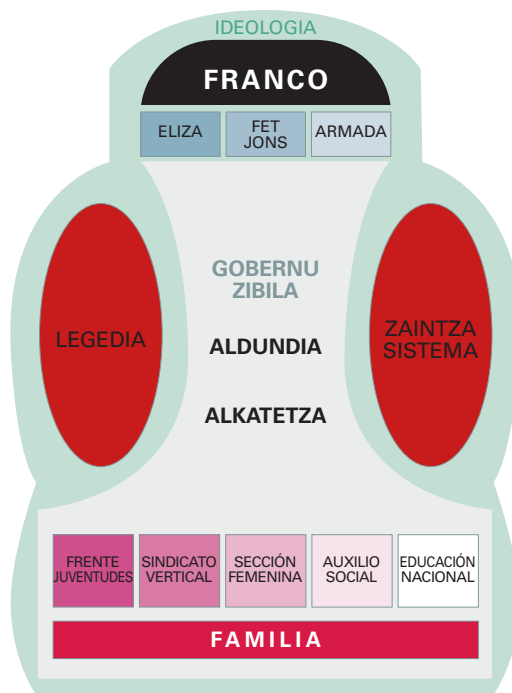 IDEOLOGIA
FRANCO
ELIZA
FET
JONS
ARMADA
GOBERNU
ZIBILA
LEGEDIA
ALDUNDIA
ZAINTZA
SISTEMA
ALKATETZA
FRENTE
JUVENTUDES
SINDICATO
VERTICAL
SECCIÓN
FEMENINA
AUXILIO
SOCIAL
EDUCACIÓN
NACIONAL
FAMILIA